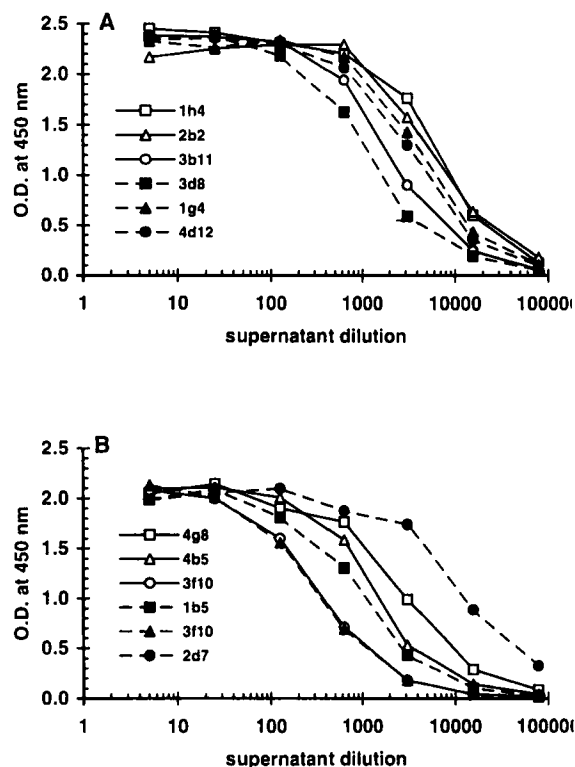 A
2.5
2.0
1.5
1.0
0.5
0.0
O.D. at 450 nm
1h4
2b2
3b11
3d8
1g4
4d12
1 10 100 1000 10000 100000
supernatant dilution
B
2.5
2.0
1.5
1.0
0.5
0.0
O.D. at 450 nm
4g8
4b5
3f10
1b5
3f10
2d7
1 10 100 1000 10000 100000
supernatant dilution